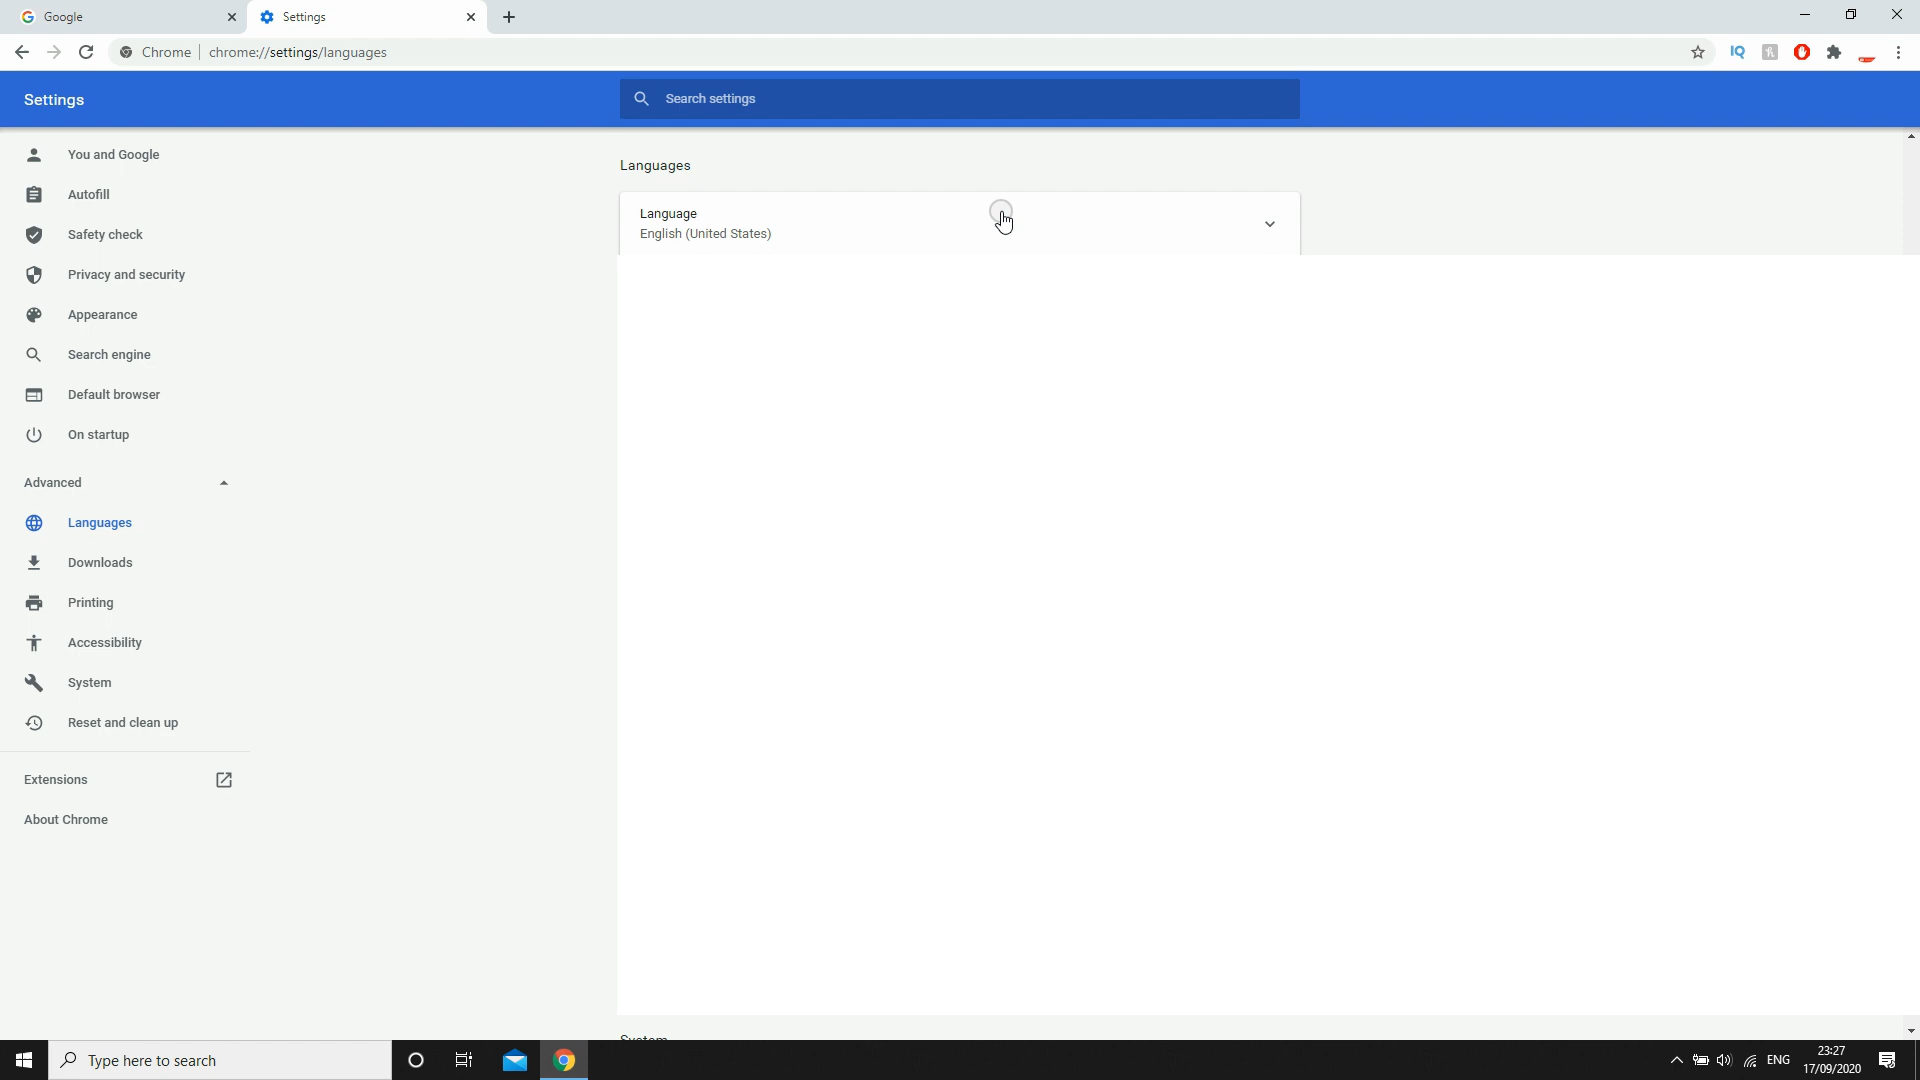 Google
Settings
Chrome
chrome://settings/languages
IQ
Settings
Search settings
You and Google
Autofill
Safety check
Privacy and security
Appearance
Search engine
Default browser
On startup
Advanced
Languages
Downloads
Printing
Accessibility
System
Reset and clean up
Extensions
About Chrome
Languages
Language
English (United States)
System
Type here to search
ENG
23:27
17/09/2020